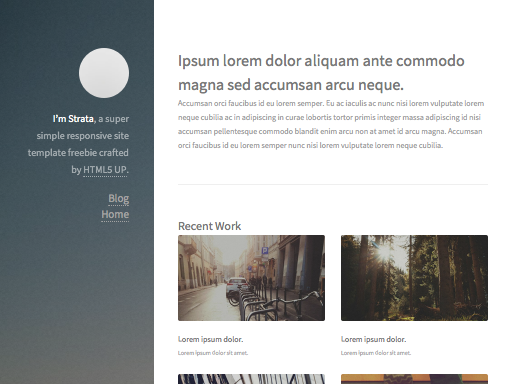 I'm Strata, a super
simple responsive site
template freebie crafted
by HTML5 UP.
Blog
Home
Ipsum lorem dolor aliquam ante commodo
magna sed accumsan arcu neque.
Accumsan orci faucibus id eu lorem semper. Eu ac iaculis ac nunc nisi lorem vulputate lorem
neque cubilia ac in adipiscing in curae lobortis tortor primis integer massa adipiscing id nisi
accumsan pellentesque commodo blandit enim arcu non at amet id arcu magna. Accumsan
orci faucibus id eu lorem semper nunc nisi lorem vulputate lorem neque cubilia.
Recent Work
Lorem ipsum dolor.
Lorem ipsum dolor sit amet.
Lorem ipsum dolor.
Lorem ipsum dolor sit amet.